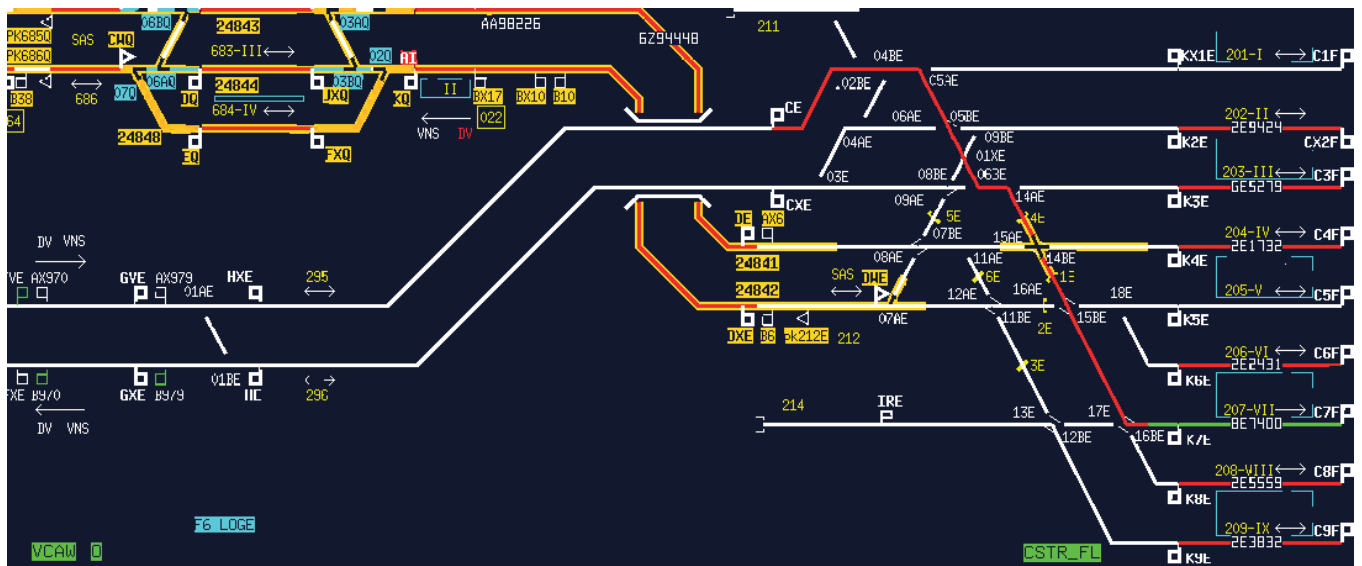 06BQ 24843 03AQ AA98226 211
PK685Q SAS CWQ 683-III 02Q AI 6Z94448 04BE KX1E 201-I C1F
PK686Q
06AQ 24844 03BQ C5AE
07Q .02BE
B38 686 DQ JXQ XQ II BX17 BX10 B10 CE 202-II
64 684-IV 022 06AE 05BE 2E9424
24848 VNS DV 04AE 09BE K2E CX2F
EQ FXQ 01XE 203-III C3F
03E 08BE 063E GE5279
09AE 14AE K3E
CXE
DE AX6 5E 4E 204-IV C4F
07BE 15AE 2E1732
DV VNS 24841 08AE 11AE 14BE K4E
AX970 GVE AX979 HXE 295 SAS DWE 6E 1E 205-V C5F
01AE 24842 12AE 16AE 18E
07AE 11BE 15BE K5E
DXE B6 pk212E 212 2E 206-VI C6F
2E2431
FXE B970 GXE B979 01BE 296 3E K6E
DV VNS 214 IRE 13E 17E 207-VII C7F
8E7400
12BE 16BE K7E
208-VIII C8F
2E5559
K8E
F6 LOGE 209-IX C9F
2E3832
VCAW Q CSTR_FL K9E